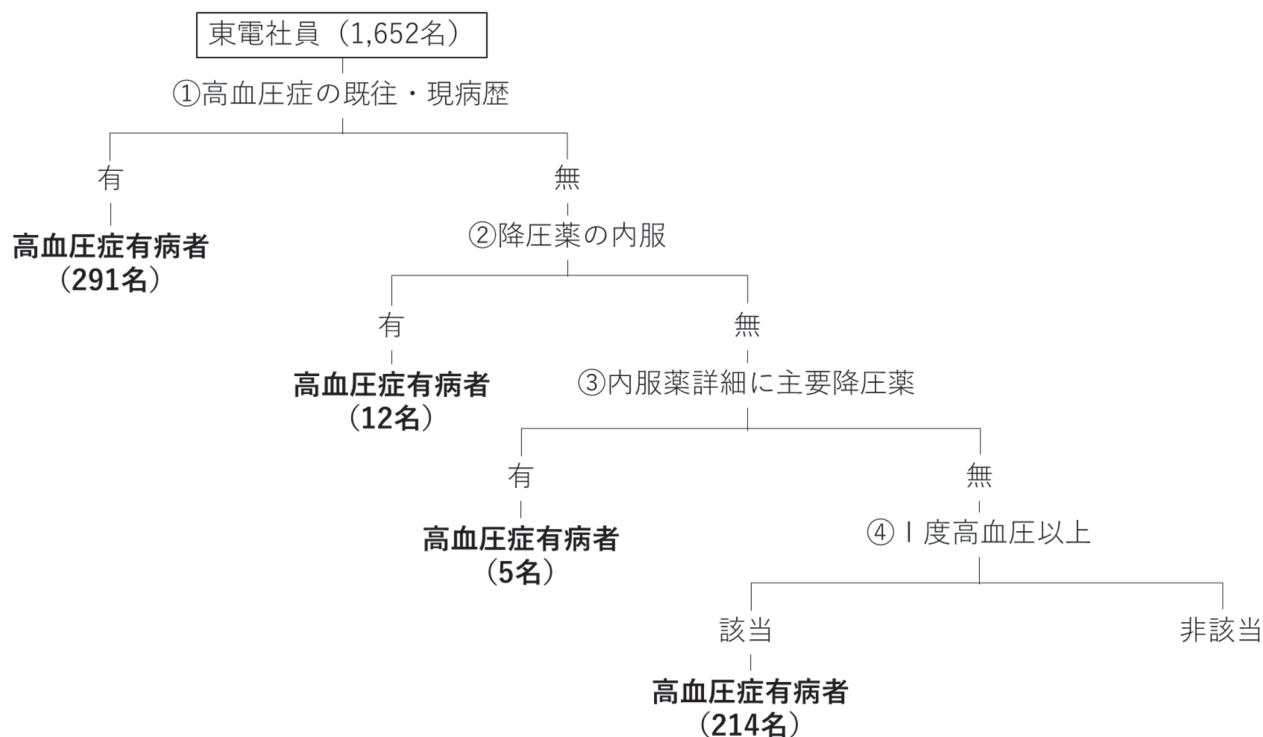 東電社員（1,652名）
①高血圧症の既往・現病歴
有
無
高血圧症有病者
（291名）
②降圧薬の内服
有
無
高血圧症有病者
（12名）
③内服薬詳細に主要降圧薬
有
無
高血圧症有病者
（5名）
④Ⅰ度高血圧以上
該当
非該当
高血圧症有病者
（214名）